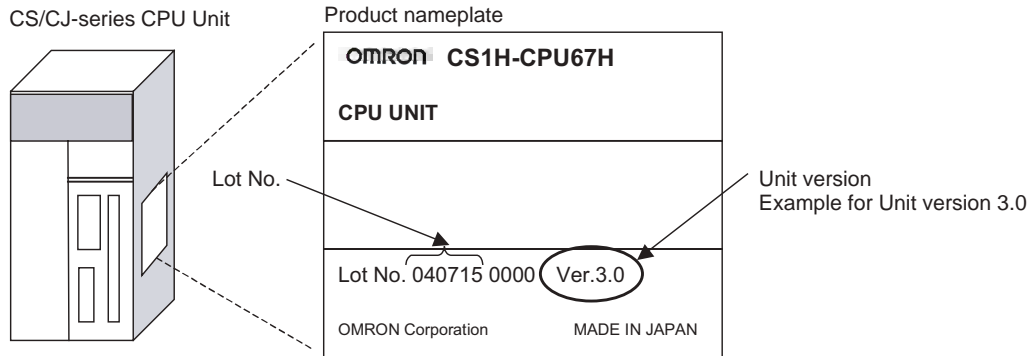 CS/CJ-series CPU Unit
Product nameplate
OMRON CS1H-CPU67H
CPU UNIT
Lot No.
Unit version
Example for Unit version 3.0
Lot No. 040715 0000 Ver.3.0
OMRON Corporation MADE IN JAPAN